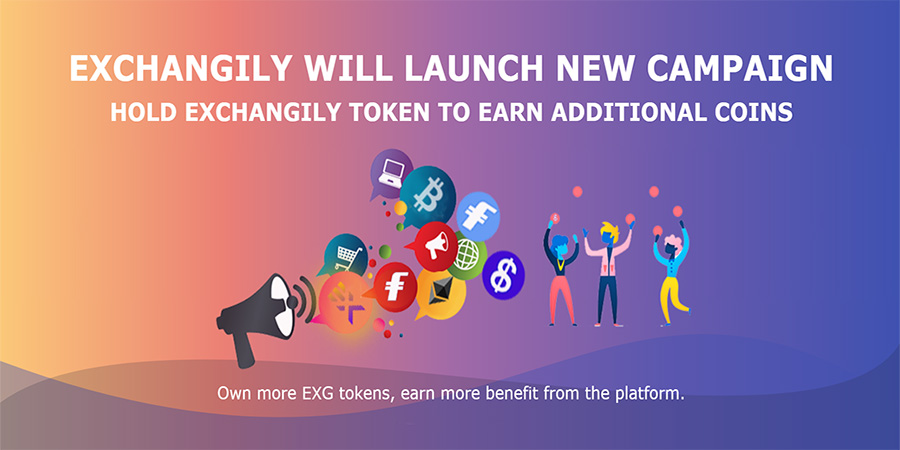 EXCHANGILY WILL LAUNCH NEW CAMPAIGN
HOLD EXCHANGILY TOKEN TO EARN ADDITIONAL COINS
Own more EXG tokens, earn more benefit from the platform.